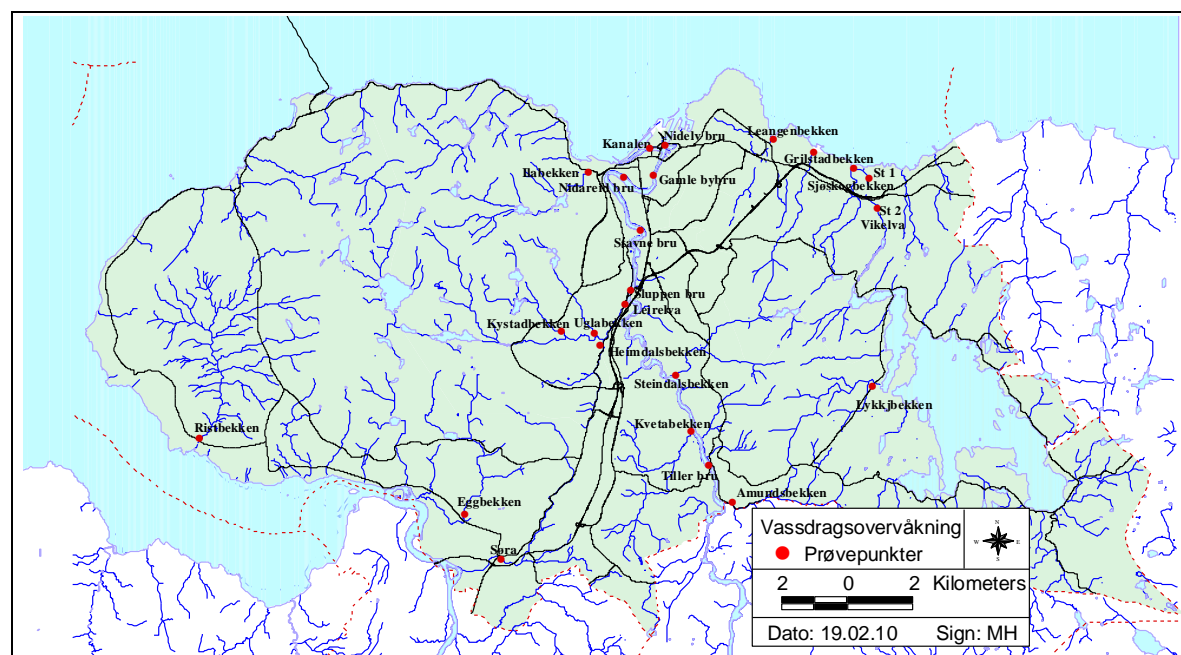 Leangenbekken
Nidelv bru
Kanalen
Grilstadbekken
Ilabekken
St 1
Nidareid bru
Gamle bybru
Sjøskogbekken
St 2
Vikelva
Stavne bru
Sluppen bru
Leirelva
Kystadbekken
Uglabekken
Heimdalsbekken
Steindalsbekken
Lykkjbekken
Ristbekken
Kvetabekken
Tiller bru
Eggbekken
Amundsbekken
Søra
Vassdragsovervåkning
N
W
E
S
Prøvepunkter
2 0 2 Kilometers
Dato: 19.02.10 Sign: MH